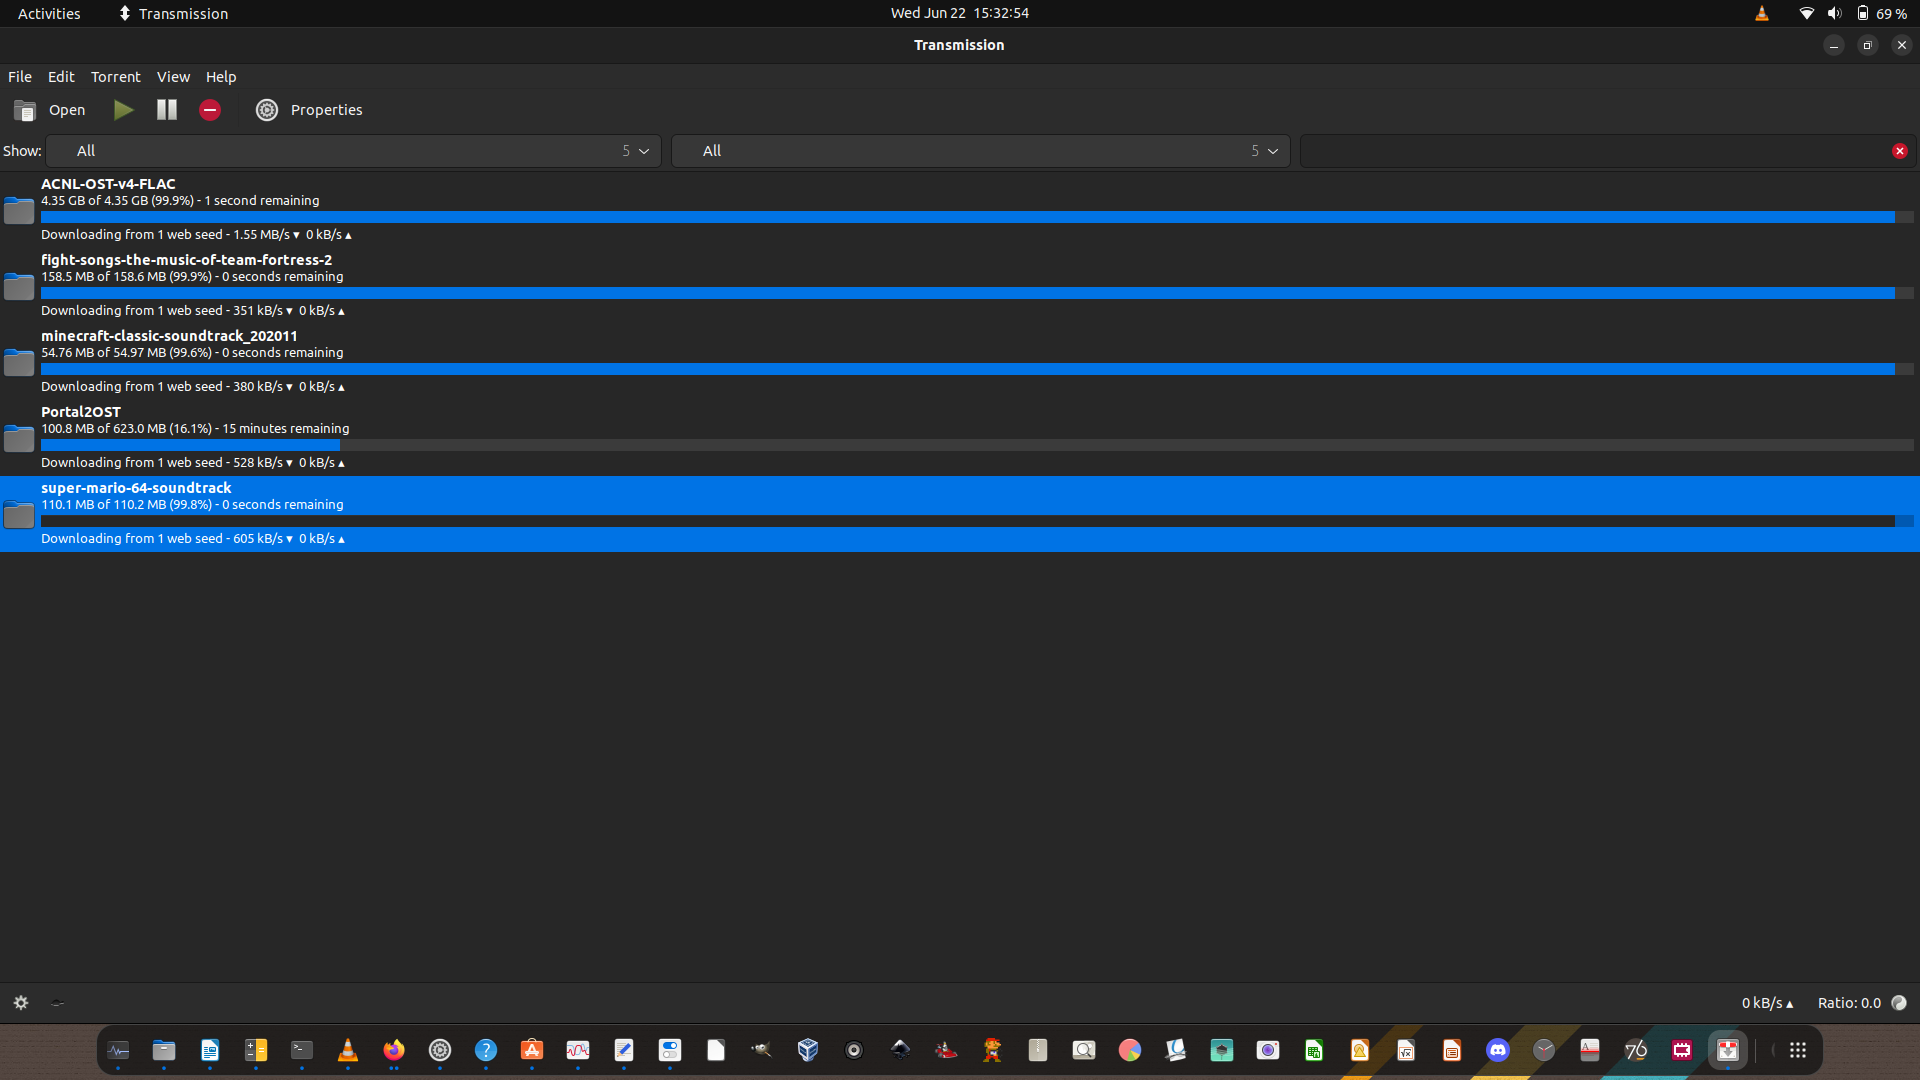 Activities Transmission Wed Jun 22 15:32:54 69 %
Transmission
File Edit Torrent View Help
Open Properties
Show: All 5 All 5
ACNL-OST-v4-FLAC
4.35 GB of 4.35 GB (99.9%) - 1 second remaining
Downloading from 1 web seed - 1.55 MB/s ▾ 0 kB/s ▴
fight-songs-the-music-of-team-fortress-2
158.5 MB of 158.6 MB (99.9%) - 0 seconds remaining
Downloading from 1 web seed - 351 kB/s ▾ 0 kB/s ▴
minecraft-classic-soundtrack_202011
54.76 MB of 54.97 MB (99.6%) - 0 seconds remaining
Downloading from 1 web seed - 380 kB/s ▾ 0 kB/s ▴
Portal2OST
100.8 MB of 623.0 MB (16.1%) - 15 minutes remaining
Downloading from 1 web seed - 528 kB/s ▾ 0 kB/s ▴
super-mario-64-soundtrack
110.1 MB of 110.2 MB (99.8%) - 0 seconds remaining
Downloading from 1 web seed - 605 kB/s ▾ 0 kB/s ▴
0 kB/s ▴ Ratio: 0.0
76